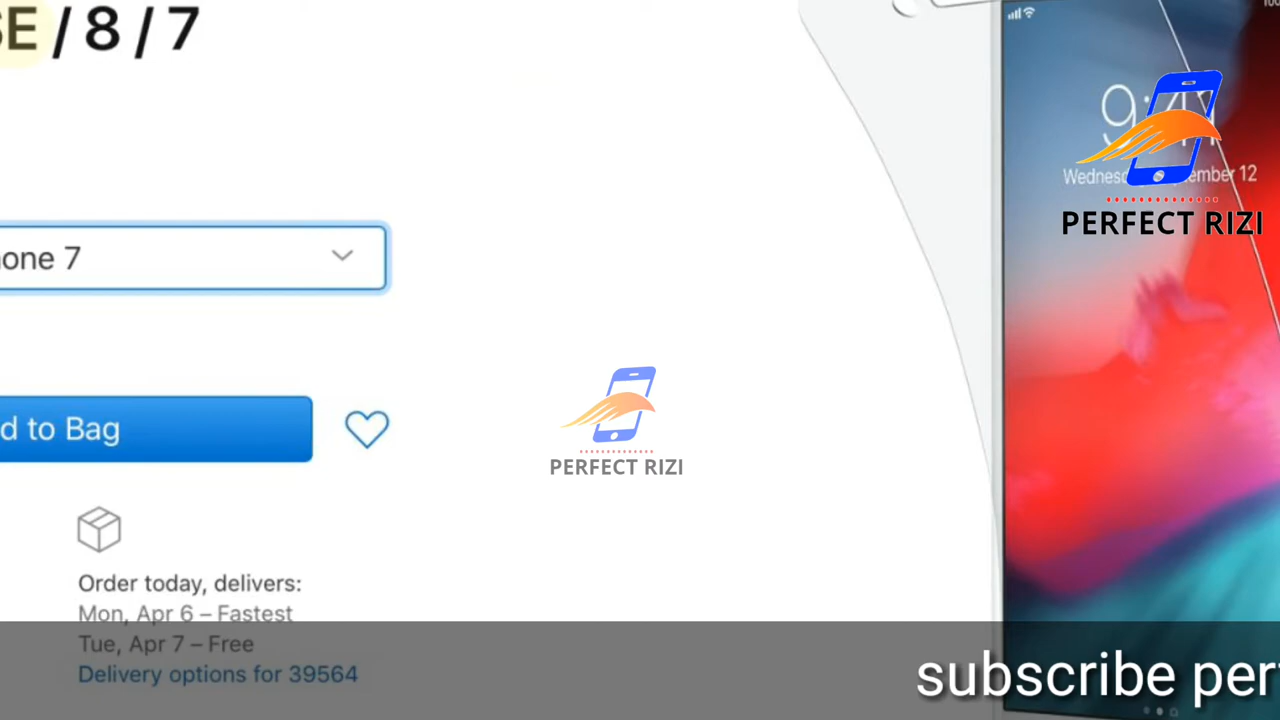 SE / 8 / 7
one 7
d to Bag
Order today, delivers:
Mon, Apr 6 – Fastest
Tue, Apr 7 – Free
Delivery options for 39564
PERFECT RIZI
PERFECT RIZI
subscribe